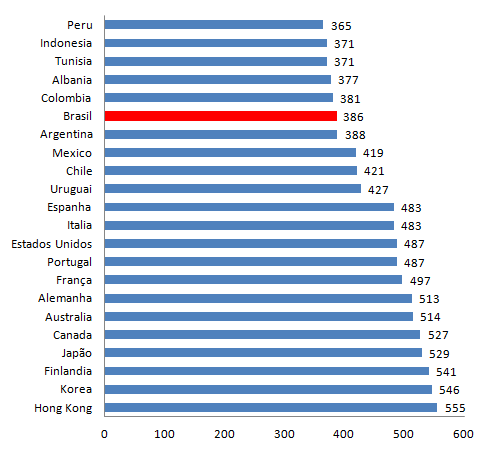 Peru 365
Indonesia 371
Tunisia 371
Albania 377
Colombia 381
Brasil 386
Argentina 388
Mexico 419
Chile 421
Uruguai 427
Espanha 483
Italia 483
Estados Unidos 487
Portugal 487
França 497
Alemanha 513
Australia 514
Canada 527
Japão 529
Finlandia 541
Korea 546
Hong Kong 555
0 100 200 300 400 500 600